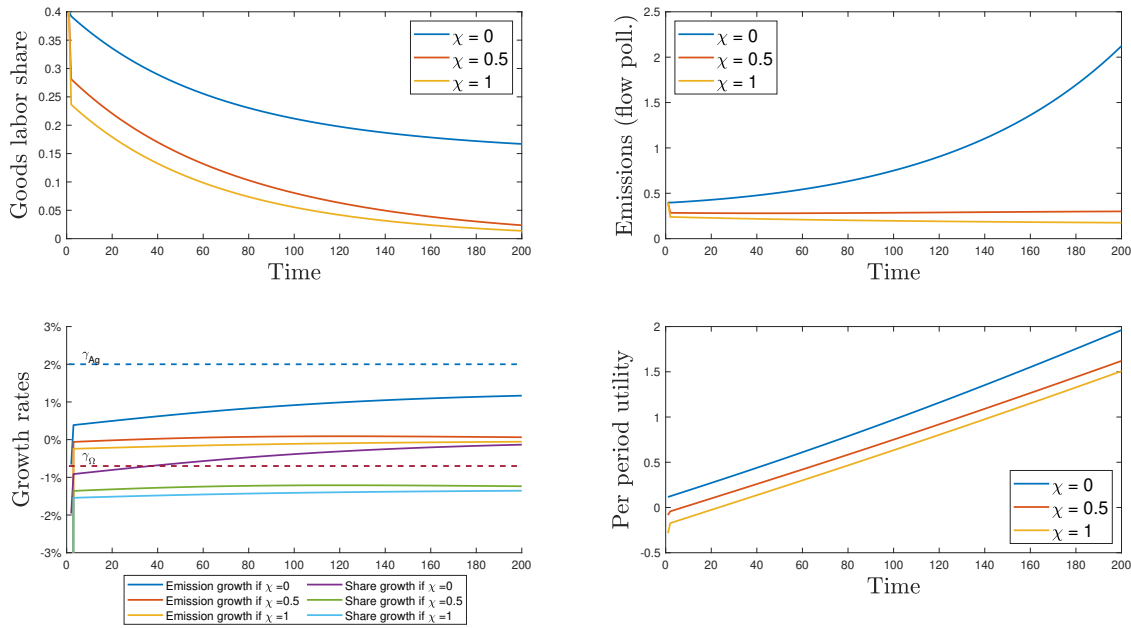 Goods labor share
0.4
0.35
0.3
0.25
0.2
0.15
0.1
0.05
0
0 20 40 60 80 100 120 140 160 180 200
Time
χ = 0
χ = 0.5
χ = 1
Emissions (flow poll.)
2.5
2
1.5
1
0.5
0
0 20 40 60 80 100 120 140 160 180 200
Time
χ = 0
χ = 0.5
χ = 1
Growth rates
3%
2%
1%
0%
-1%
-2%
-3%
γAg
γΩ
0 20 40 60 80 100 120 140 160 180 200
Emission growth if χ =0
Emission growth if χ =0.5
Emission growth if χ =1
Share growth if χ =0
Share growth if χ =0.5
Share growth if χ =1
Per period utility
2
1.5
1
0.5
0
-0.5
0 20 40 60 80 100 120 140 160 180 200
Time
χ = 0
χ = 0.5
χ = 1